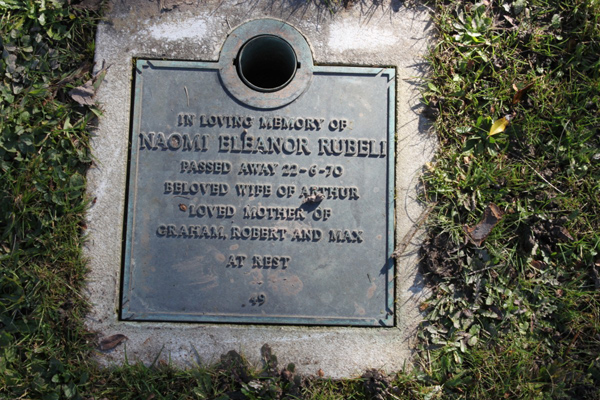 IN LOVING MEMORY OF
NAOMI ELEANOR RUBELI
PASSED AWAY 22-6-70
BELOVED WIFE OF ARTHUR
LOVED MOTHER OF
GRAHAM, ROBERT AND MAX
AT REST
49